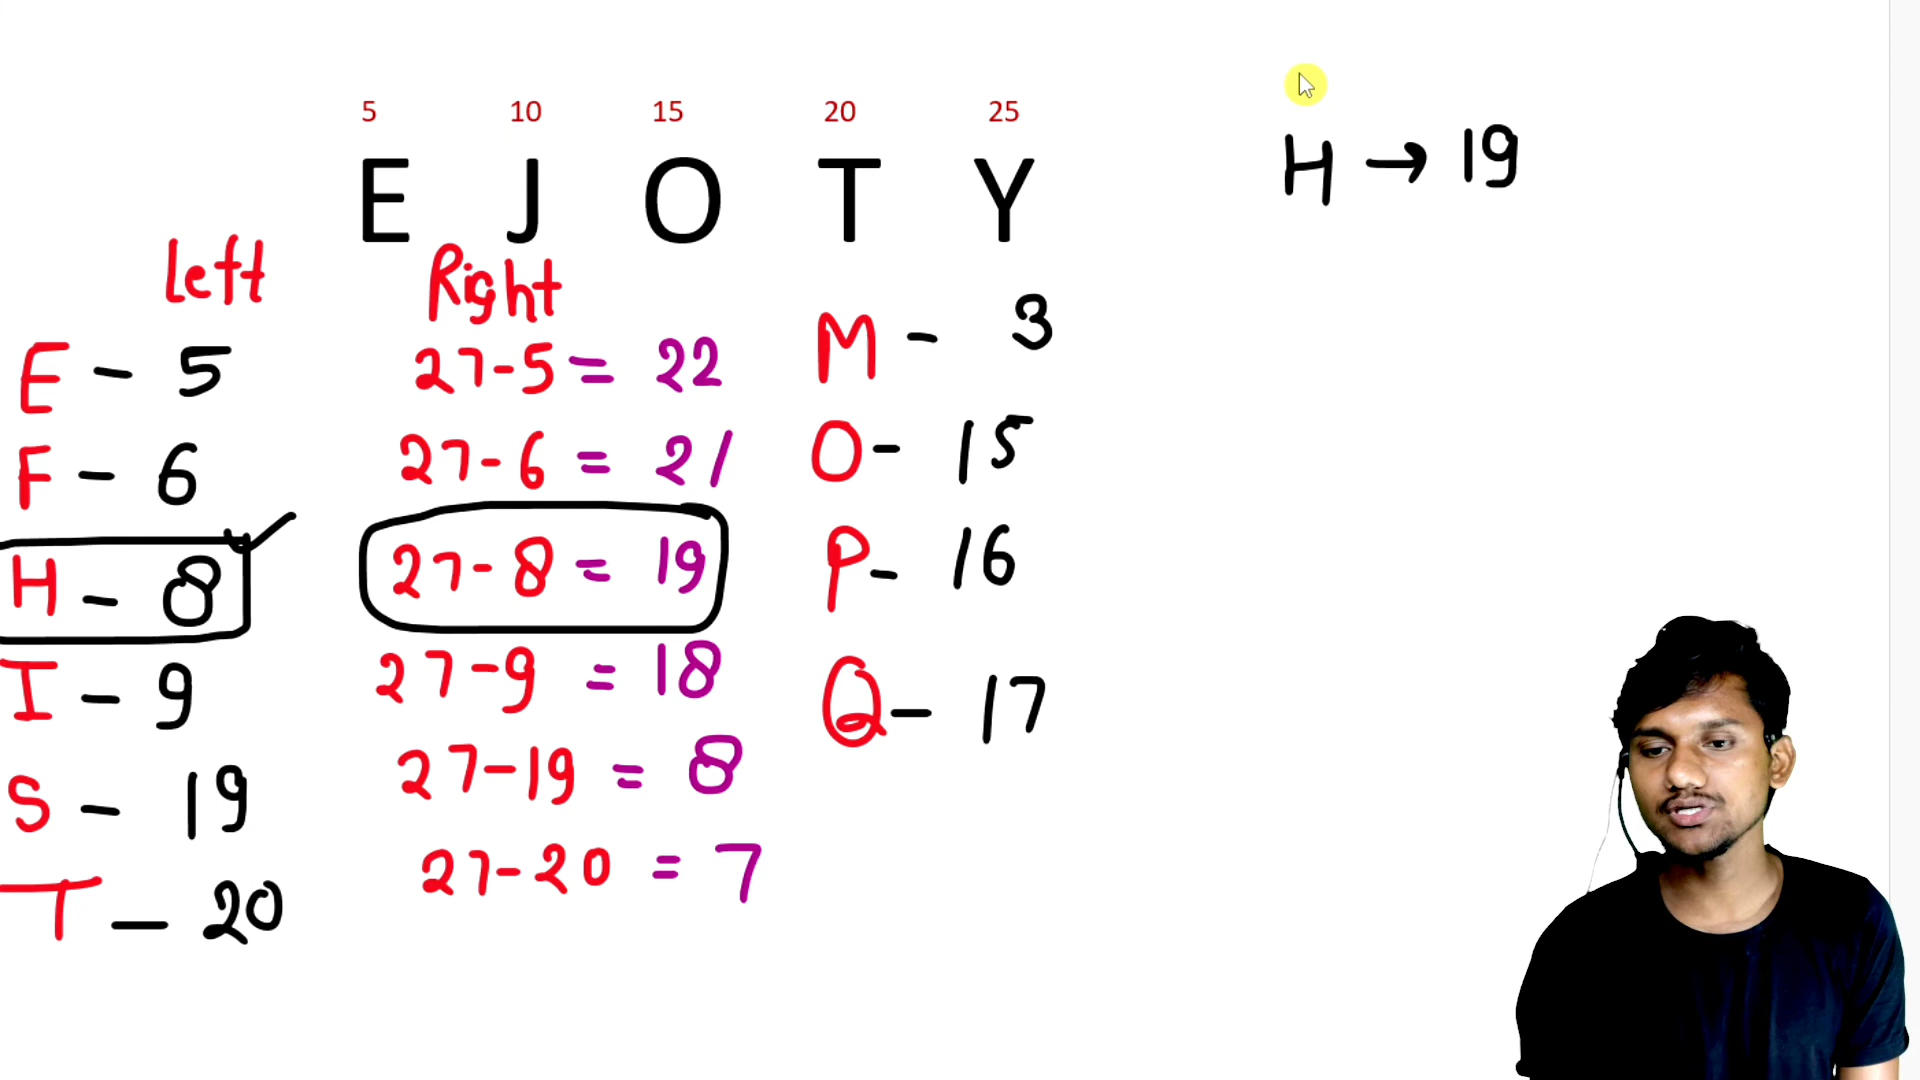 5 10 15 20 25
E J O T Y
H → 19
Left Right
E - 5 27-5 = 22 M - 3
F - 6 27-6 = 21 O - 15
H - 8 27-8 = 19 P - 16
I - 9 27-9 = 18 Q - 17
S - 19 27-19 = 8
T - 20 27-20 = 7